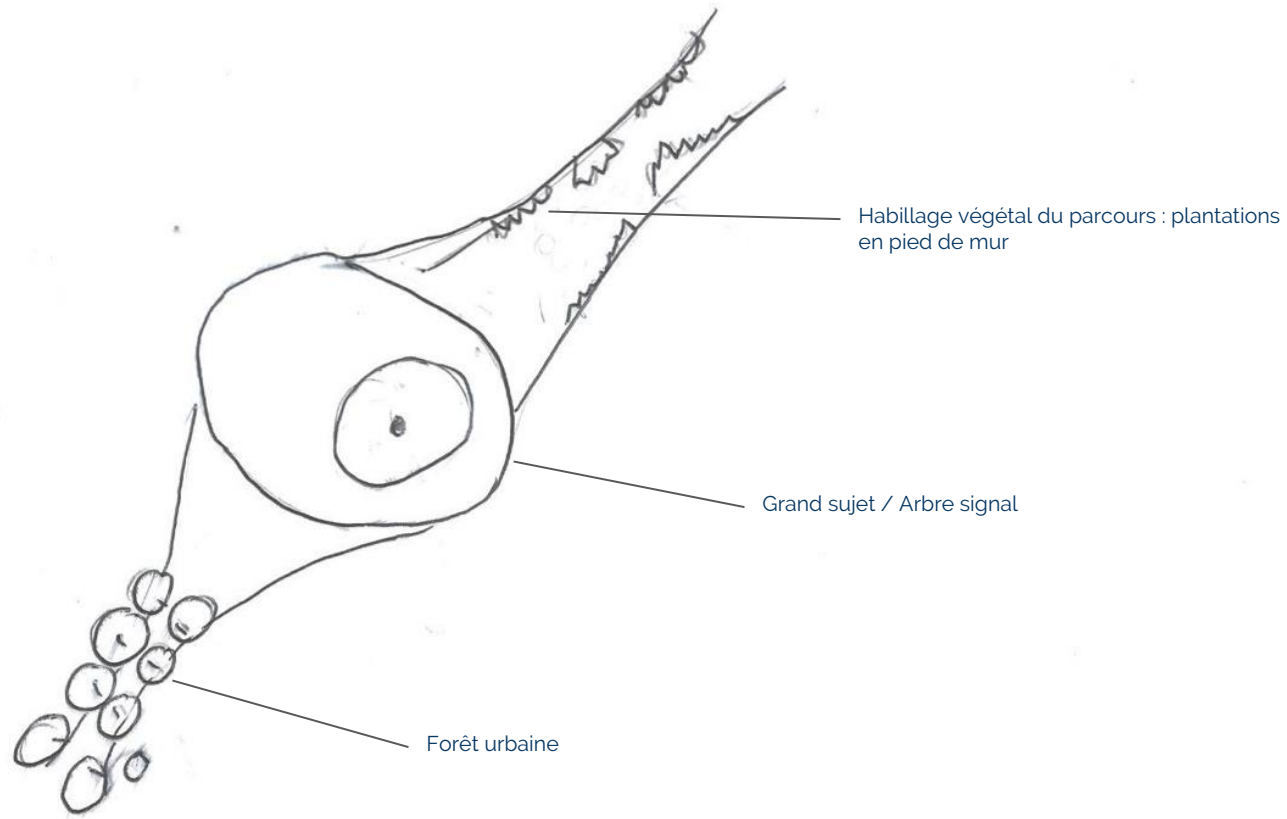 Habillage végétal du parcours : plantations
en pied de mur
Grand sujet / Arbre signal
Forêt urbaine